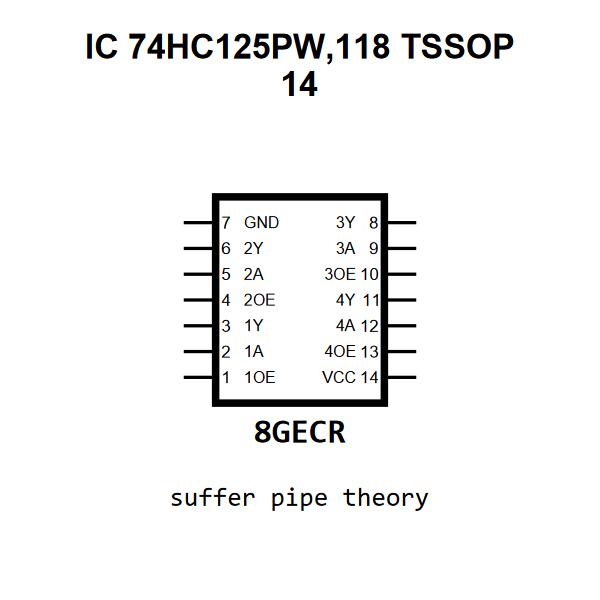 IC 74HC125PW,118 TSSOP
14
7 GND 3Y 8
6 2Y 3A 9
5 2A 3OE 10
4 2OE 4Y 11
3 1Y 4A 12
2 1A 4OE 13
1 1OE VCC 14
8GECR
suffer pipe theory